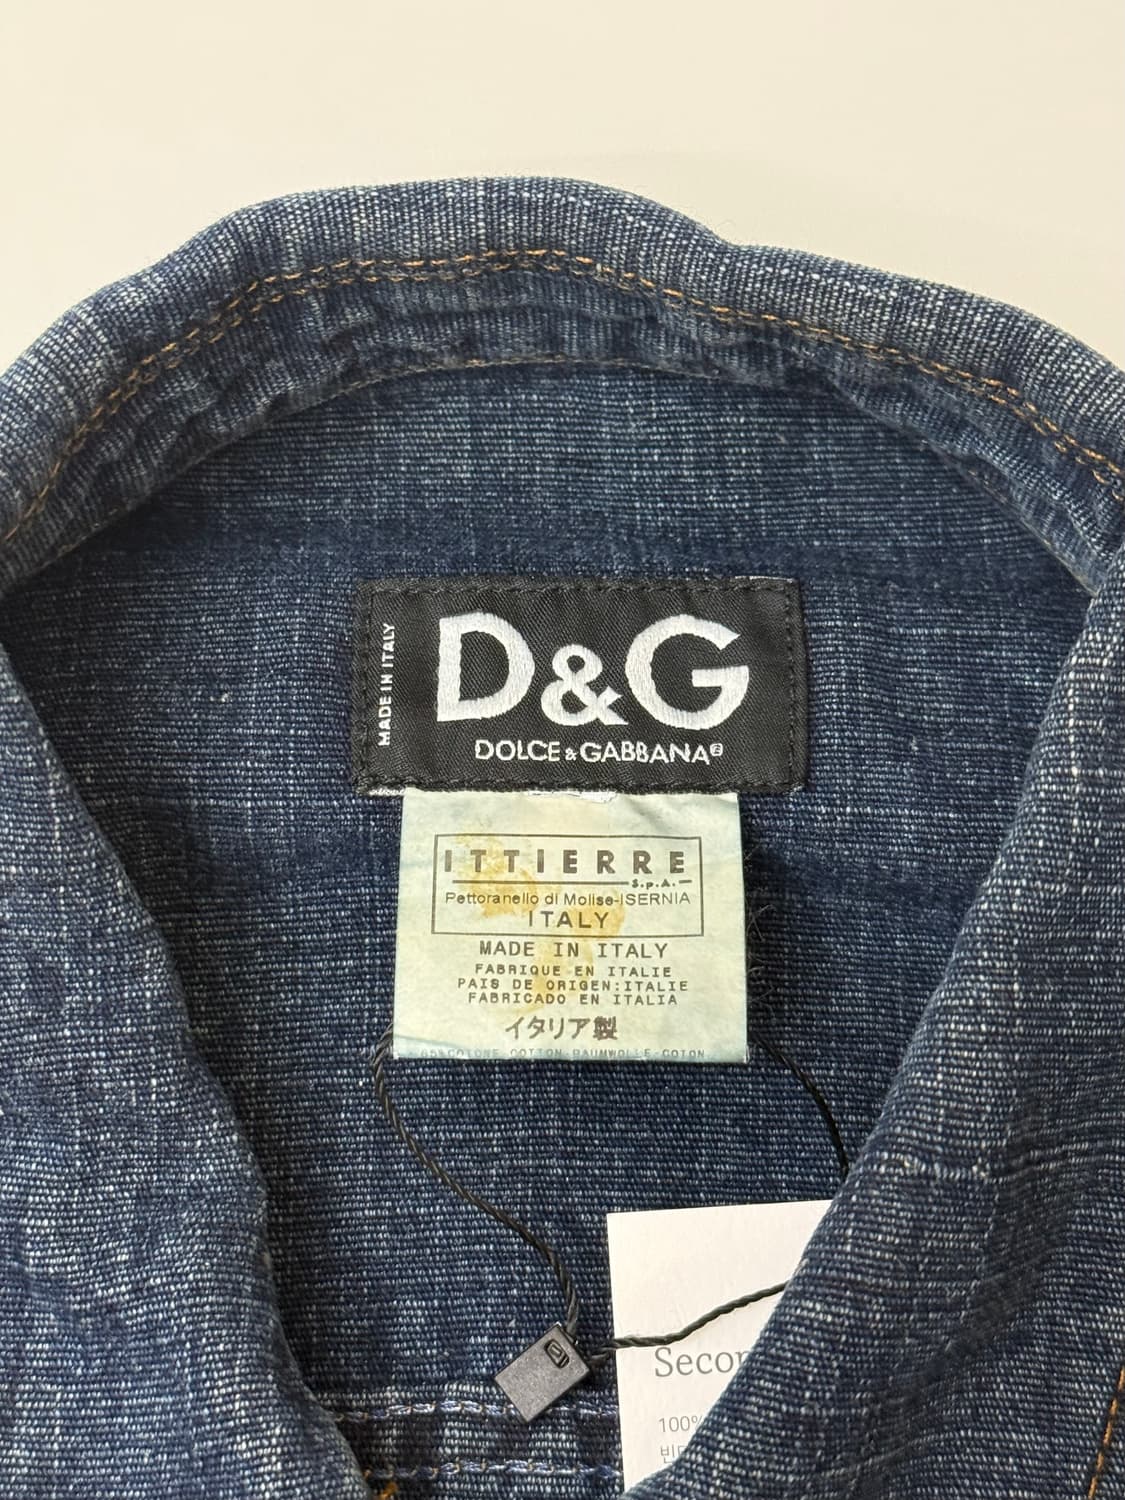 MADE IN ITALY
D&G
DOLCE & GABBANA
ITTIERRE
S.p.A.
Pettoranello di Molise-ISERNIA
ITALY
MADE IN ITALY
FABRIQUE EN ITALIE
PAIS DE ORIGEN:ITALIE
FABRICADO EN ITALIA
イタリア製
COTONE COTTON BAUMWOLLE COTON
100%